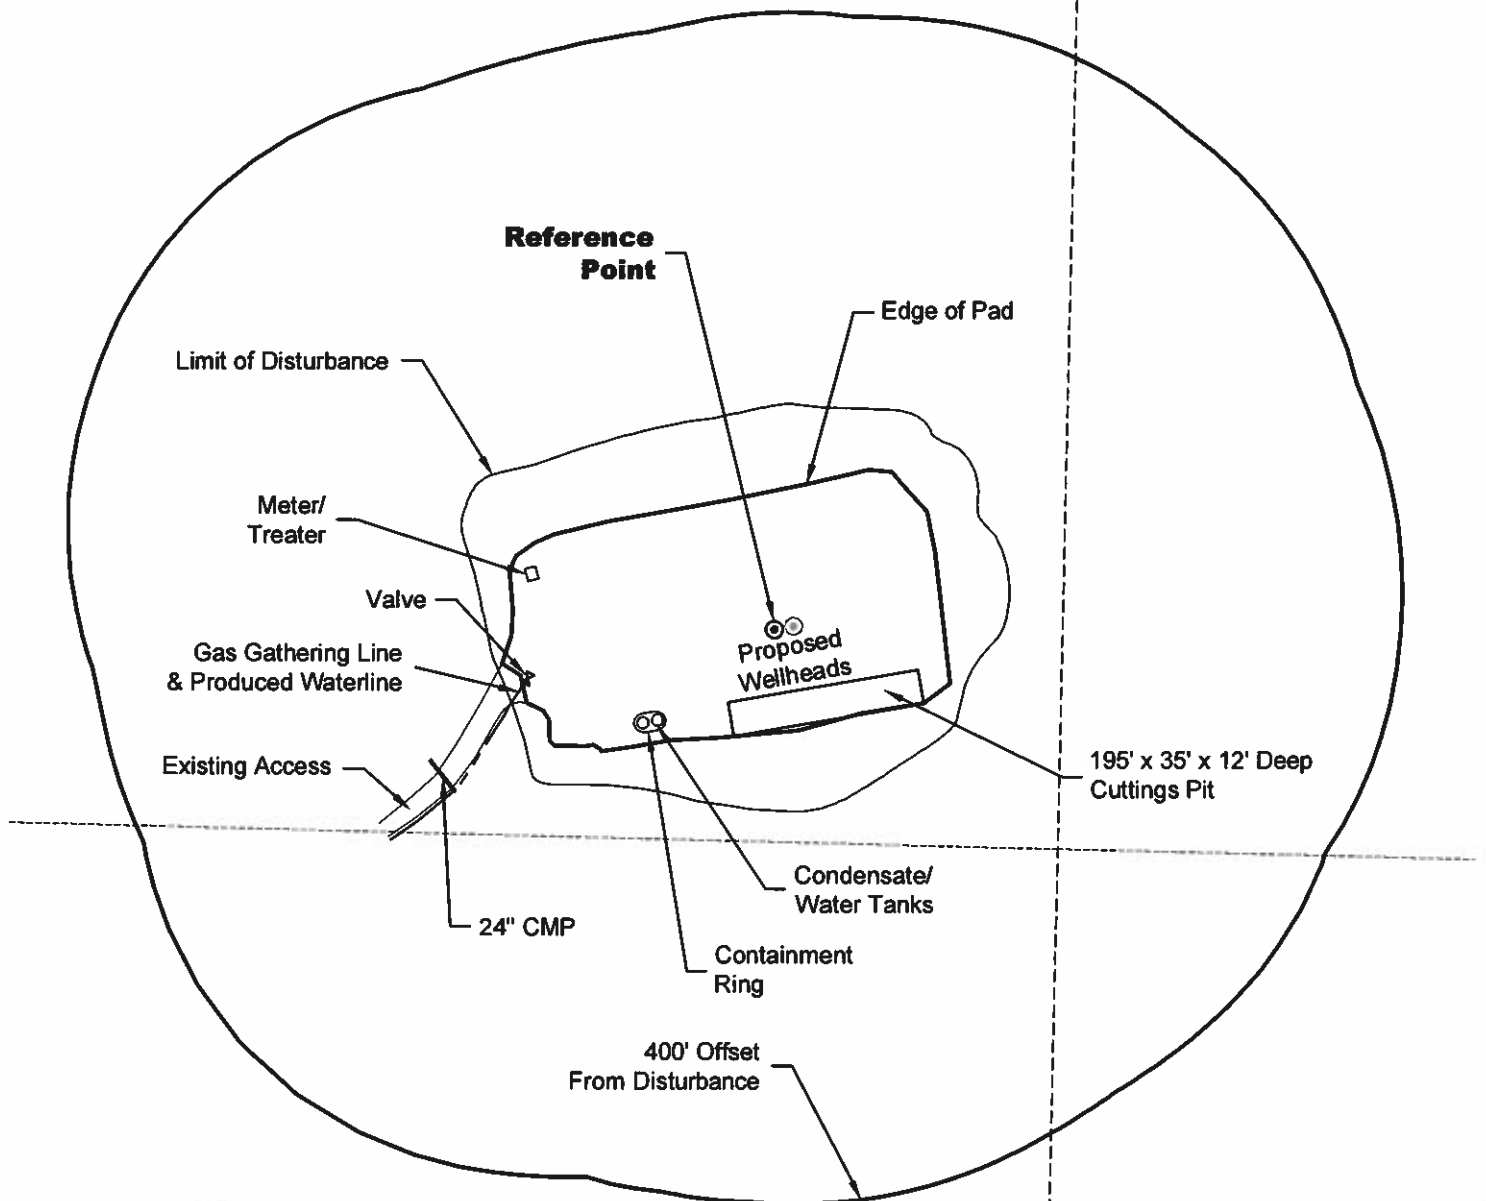 Reference
Point
Edge of Pad
Limit of Disturbance
Meter/
Treater
Valve
Gas Gathering Line
& Produced Waterline
Proposed
Wellheads
Existing Access
195' x 35' x 12' Deep
Cuttings Pit
Condensate/
Water Tanks
24" CMP
Containment
Ring
400' Offset
From Disturbance